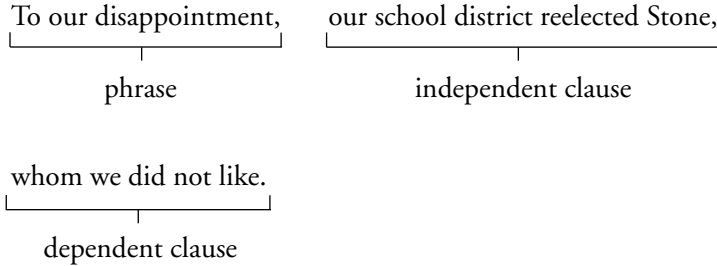 To our disappointment, our school district reelected Stone,
phrase independent clause
whom we did not like.
dependent clause